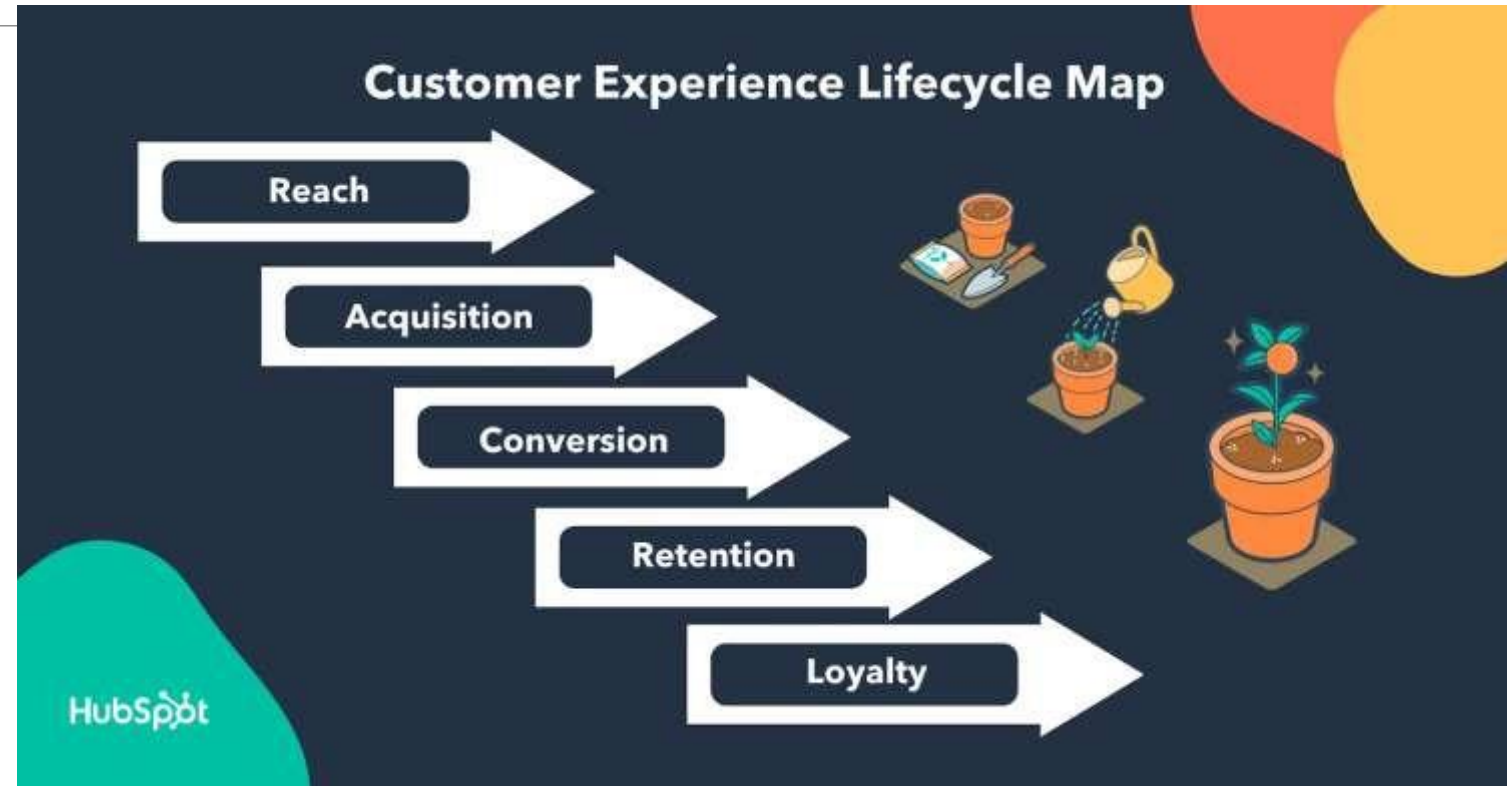 Customer Experience Lifecycle Map
Reach
Acquisition
Conversion
Retention
Loyalty
HubSpot